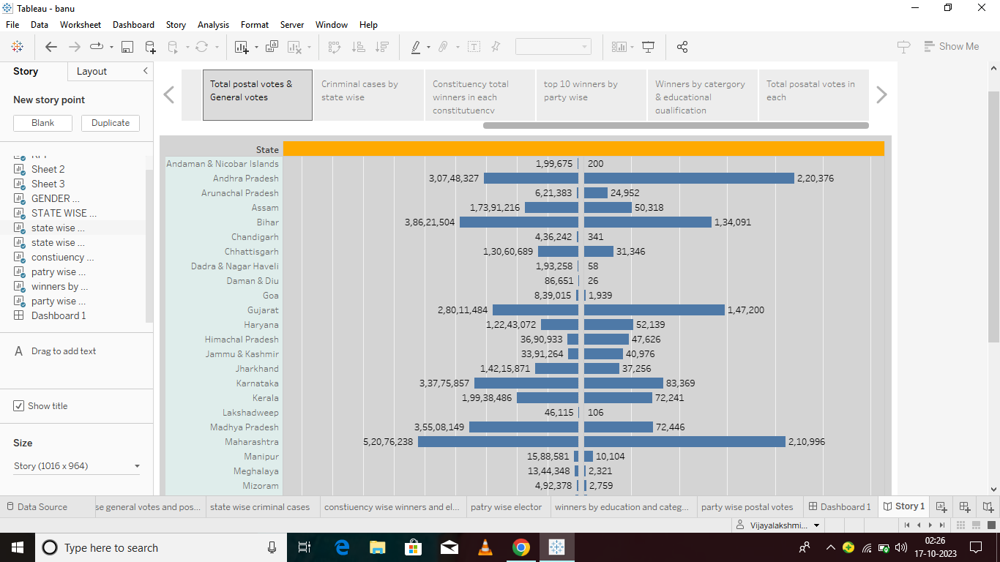 Tableau - banu
File Data Worksheet Dashboard Story Analysis Format Server Window Help
Show Me
Story Layout
New story point
Blank Duplicate
Sheet 2
Sheet 3
GENDER ...
STATE WISE ...
state wise ...
state wise ...
constiuency ...
patry wise ...
winners by ...
party wise ...
Dashboard 1
A Drag to add text
Show title
Size
Story (1016 x 964)
Total postal votes &
General votes
Crinminal cases by
state wise
Constituency total
winners in each
constitutuency
top 10 winners by
party wise
Winners by catergory
& educational
qualification
Total posatal votes in
each
State
Andaman & Nicobar Islands 1,99,675 200
Andhra Pradesh 3,07,48,327 2,20,376
Arunachal Pradesh 6,21,383 24,952
Assam 1,73,91,216 50,318
Bihar 3,86,21,504 1,34,091
Chandigarh 4,36,242 341
Chhattisgarh 1,30,60,689 31,346
Dadra & Nagar Haveli 1,93,258 58
Daman & Diu 86,651 26
Goa 8,39,015 1,939
Gujarat 2,80,11,484 1,47,200
Haryana 1,22,43,072 52,139
Himachal Pradesh 36,90,933 47,626
Jammu & Kashmir 33,91,264 40,976
Jharkhand 1,42,15,871 37,256
Karnataka 3,37,75,857 83,369
Kerala 1,99,38,486 72,241
Lakshadweep 46,115 106
Madhya Pradesh 3,55,08,149 72,446
Maharashtra 5,20,76,238 2,10,996
Manipur 15,88,581 10,104
Meghalaya 13,44,348 2,321
Mizoram 4,92,378 2,759
Data Source se general votes and pos... state wise criminal cases constiuency wise winners and el... patry wise elector winners by education and categ... party wise postal votes Dashboard 1 Story 1
Vijayalakshmi...
Type here to search
02:26
17-10-2023